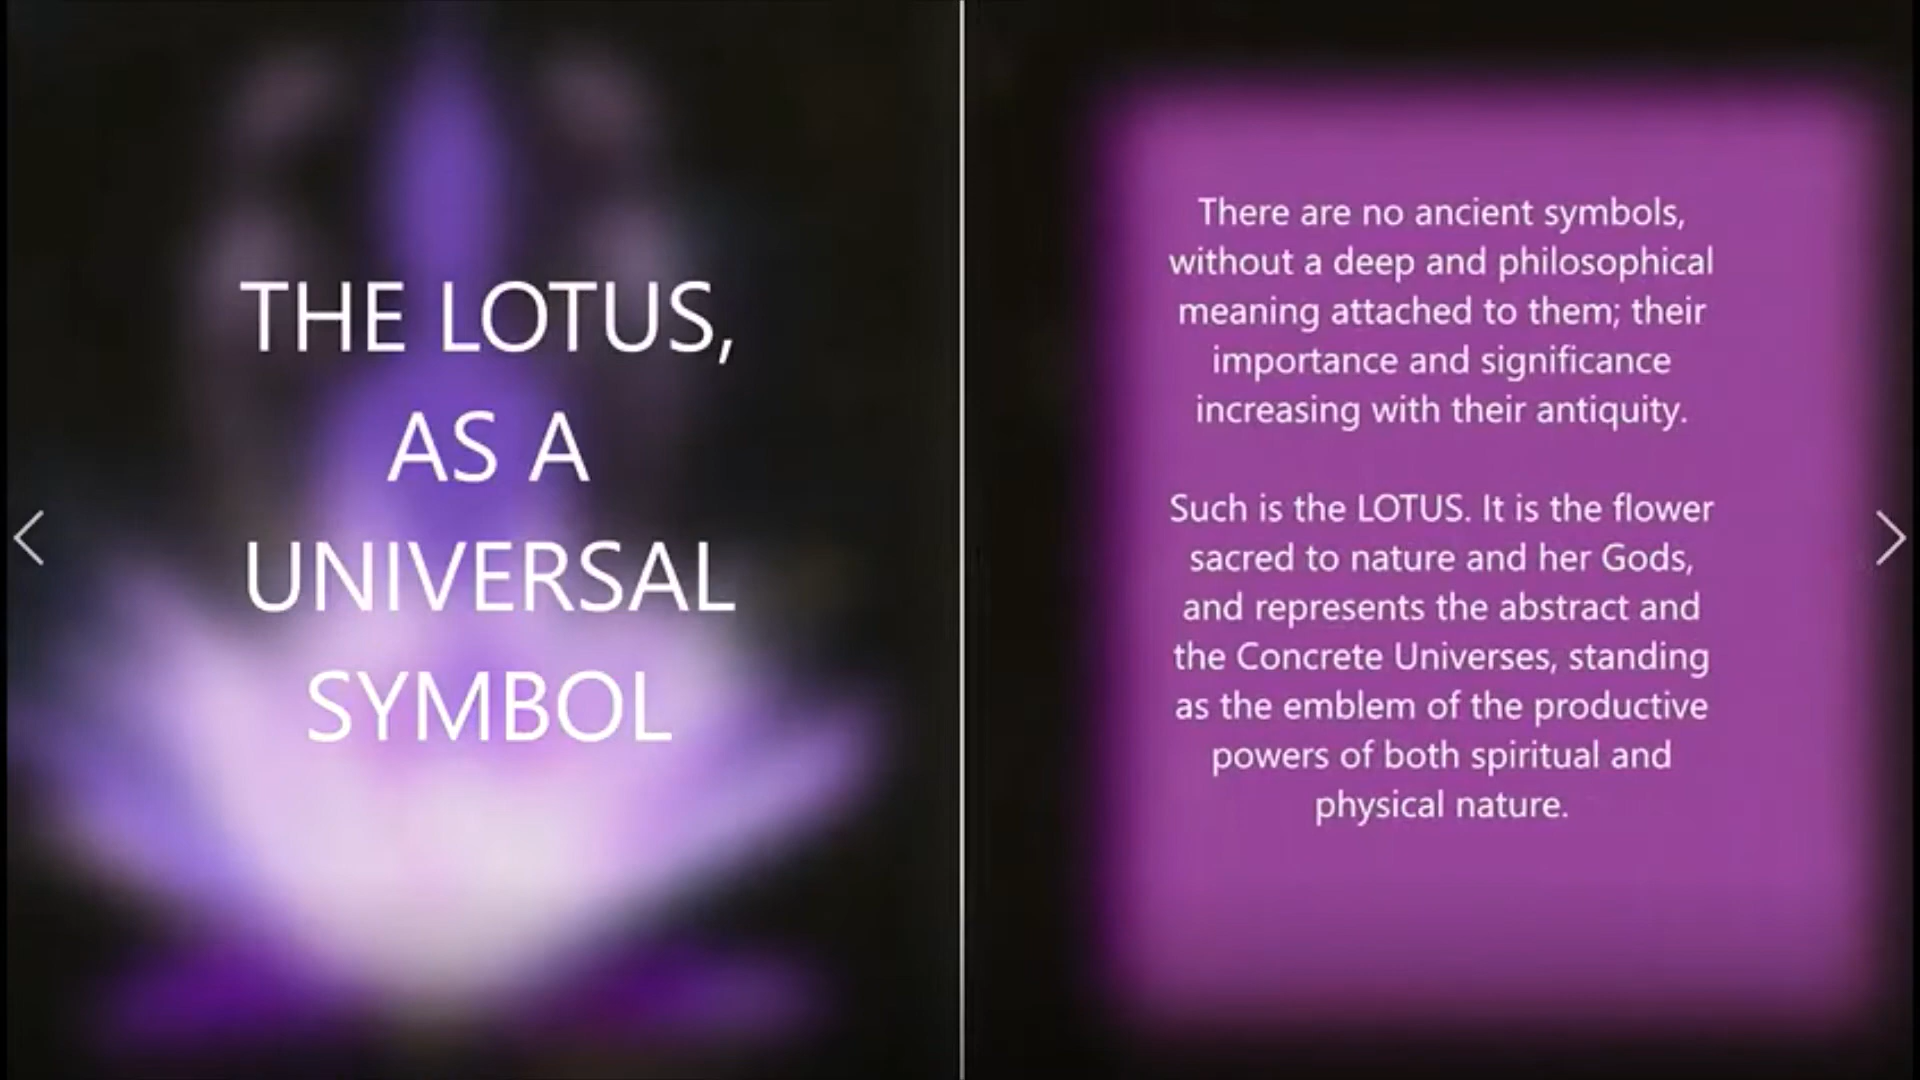 THE LOTUS,
AS A
UNIVERSAL
SYMBOL
There are no ancient symbols,
without a deep and philosophical
meaning attached to them; their
importance and significance
increasing with their antiquity.
Such is the LOTUS. It is the flower
sacred to nature and her Gods,
and represents the abstract and
the Concrete Universes, standing
as the emblem of the productive
powers of both spiritual and
physical nature.